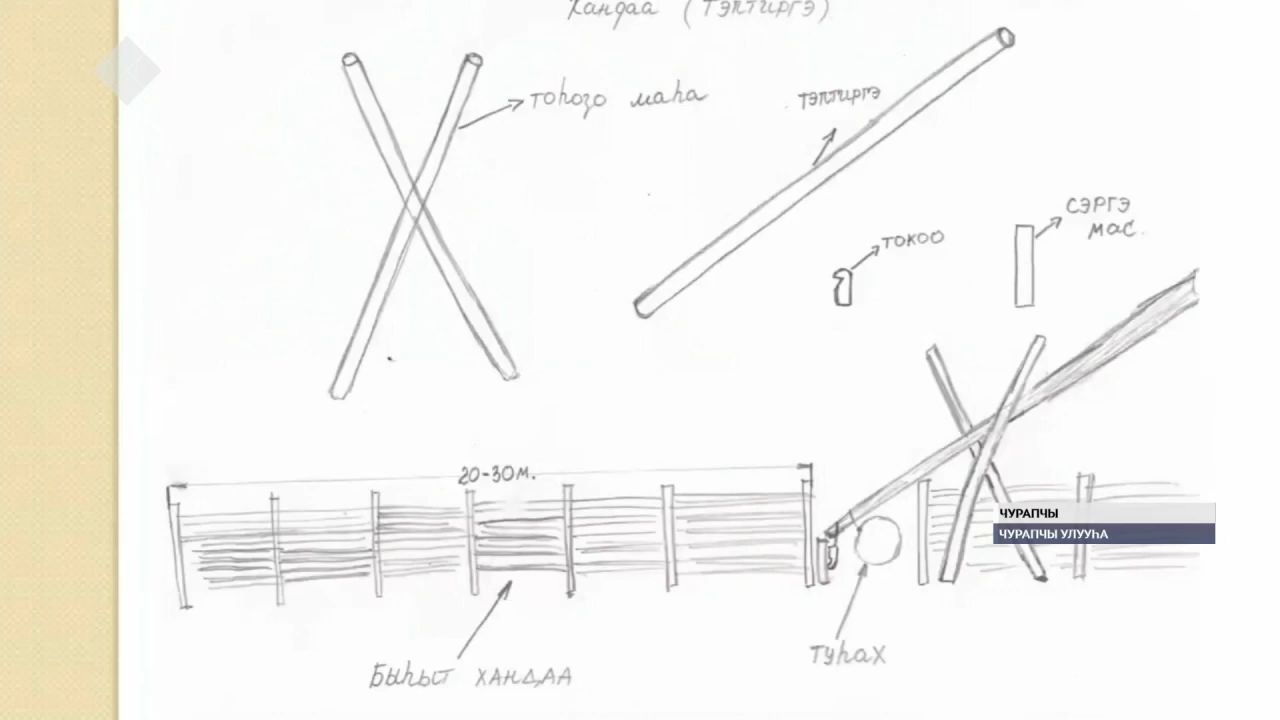 Хандаа (тэптиргэ)
тоһоҕо маһа
тэптиргэ
токоо
сэргэ
мас.
20-30м.
ЧУРАПЧЫ
ЧУРАПЧЫ УЛУУҺА
туһах
Быһыт хандаа